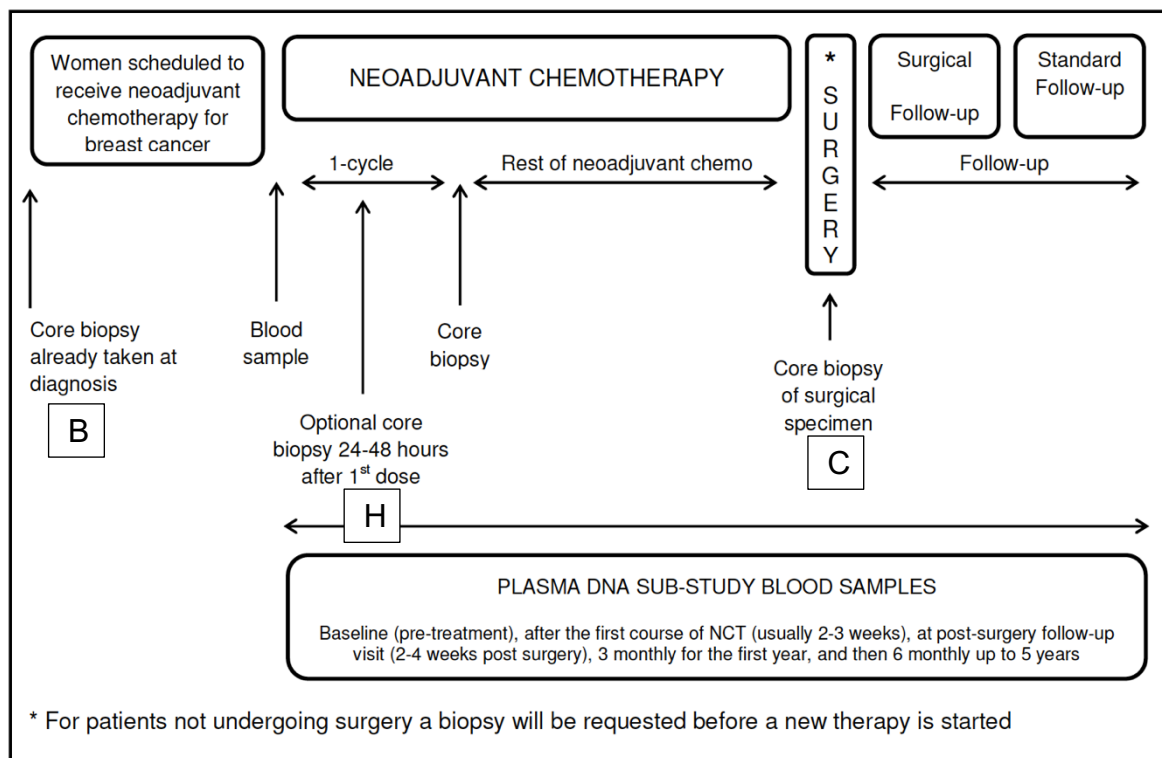 Women scheduled to
receive neoadjuvant
chemotherapy for
breast cancer
NEOADJUVANT CHEMOTHERAPY
*
S
U
R
G
E
R
Y
Surgical
Follow-up
Standard
Follow-up
1-cycle
Rest of neoadjuvant chemo
Follow-up
Core biopsy
already taken at
diagnosis
B
Blood
sample
Optional core
biopsy 24-48 hours
after 1st dose
H
Core
biopsy
Core biopsy
of surgical
specimen
C
PLASMA DNA SUB-STUDY BLOOD SAMPLES
Baseline (pre-treatment), after the first course of NCT (usually 2-3 weeks), at post-surgery follow-up
visit (2-4 weeks post surgery), 3 monthly for the first year, and then 6 monthly up to 5 years
* For patients not undergoing surgery a biopsy will be requested before a new therapy is started